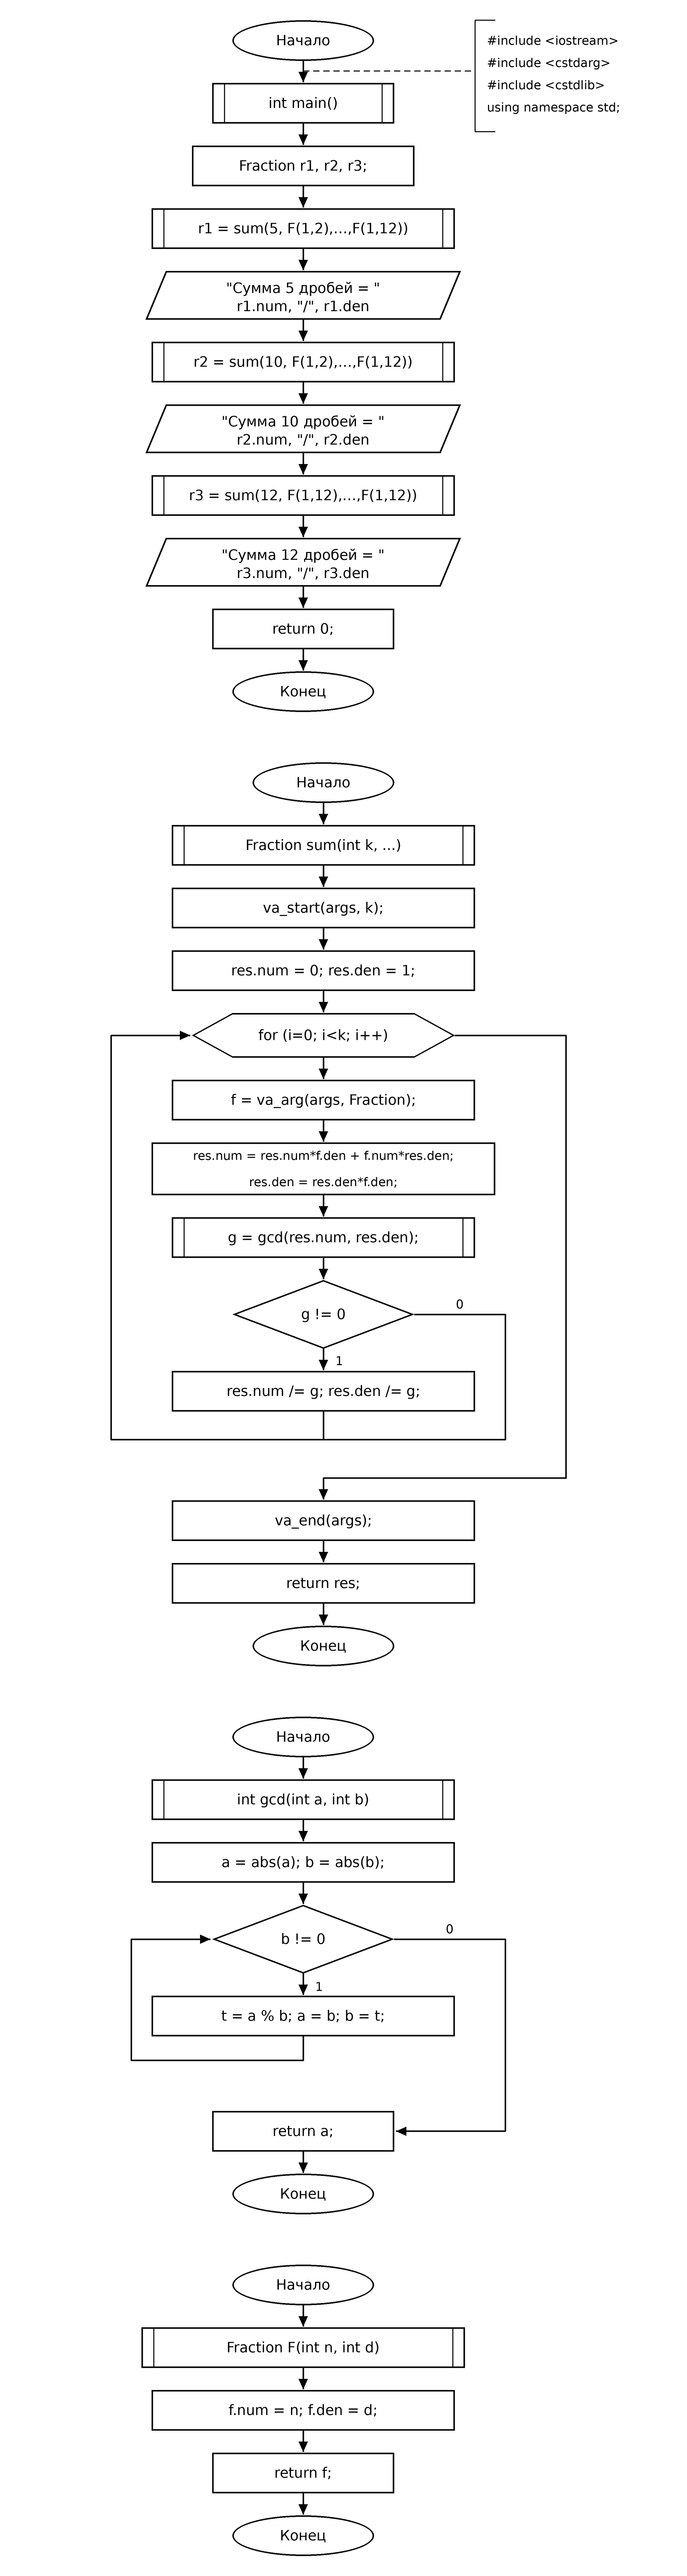 Начало
#include <iostream>
#include <cstdarg>
#include <cstdlib>
using namespace std;
int main()
Fraction r1, r2, r3;
r1 = sum(5, F(1,2),...,F(1,12))
"Сумма 5 дробей = "
r1.num, "/", r1.den
r2 = sum(10, F(1,2),...,F(1,12))
"Сумма 10 дробей = "
r2.num, "/", r2.den
r3 = sum(12, F(1,12),...,F(1,12))
"Сумма 12 дробей = "
r3.num, "/", r3.den
return 0;
Конец
Начало
Fraction sum(int k, ...)
va_start(args, k);
res.num = 0; res.den = 1;
for (i=0; i<k; i++)
f = va_arg(args, Fraction);
res.num = res.num*f.den + f.num*res.den;
res.den = res.den*f.den;
g = gcd(res.num, res.den);
g != 0
0
1
res.num /= g; res.den /= g;
va_end(args);
return res;
Конец
Начало
int gcd(int a, int b)
a = abs(a); b = abs(b);
b != 0
0
1
t = a % b; a = b; b = t;
return a;
Конец
Начало
Fraction F(int n, int d)
f.num = n; f.den = d;
return f;
Конец